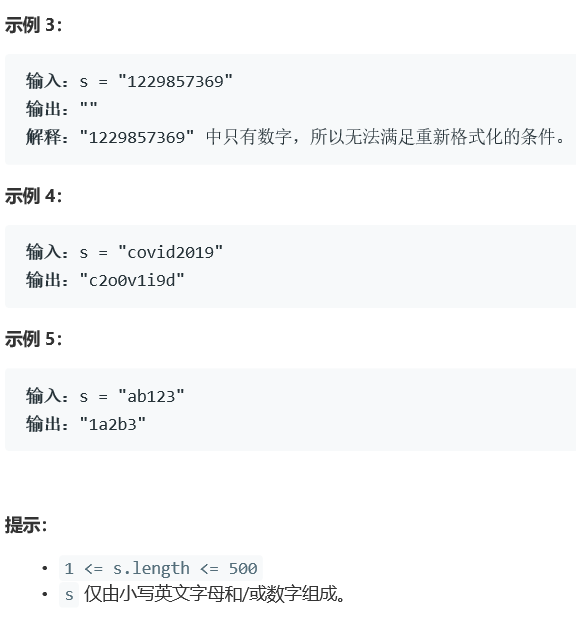 示例 3：
输入：s = "1229857369"
输出：""
解释："1229857369" 中只有数字，所以无法满足重新格式化的条件。
示例 4：
输入：s = "covid2019"
输出："c2o0v1i9d"
示例 5：
输入：s = "ab123"
输出："1a2b3"
提示：
• 1 <= s.length <= 500
• s 仅由小写英文字母和/或数字组成。